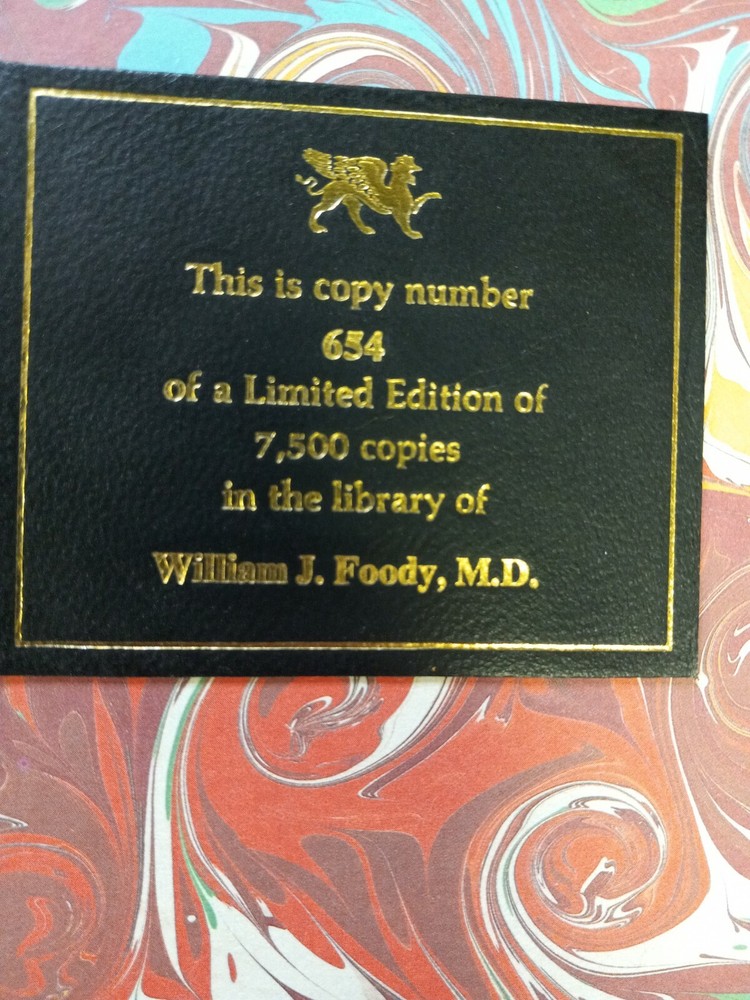 This is copy number
654
of a Limited Edition of
7,500 copies
in the library of
William J. Foody, M.D.